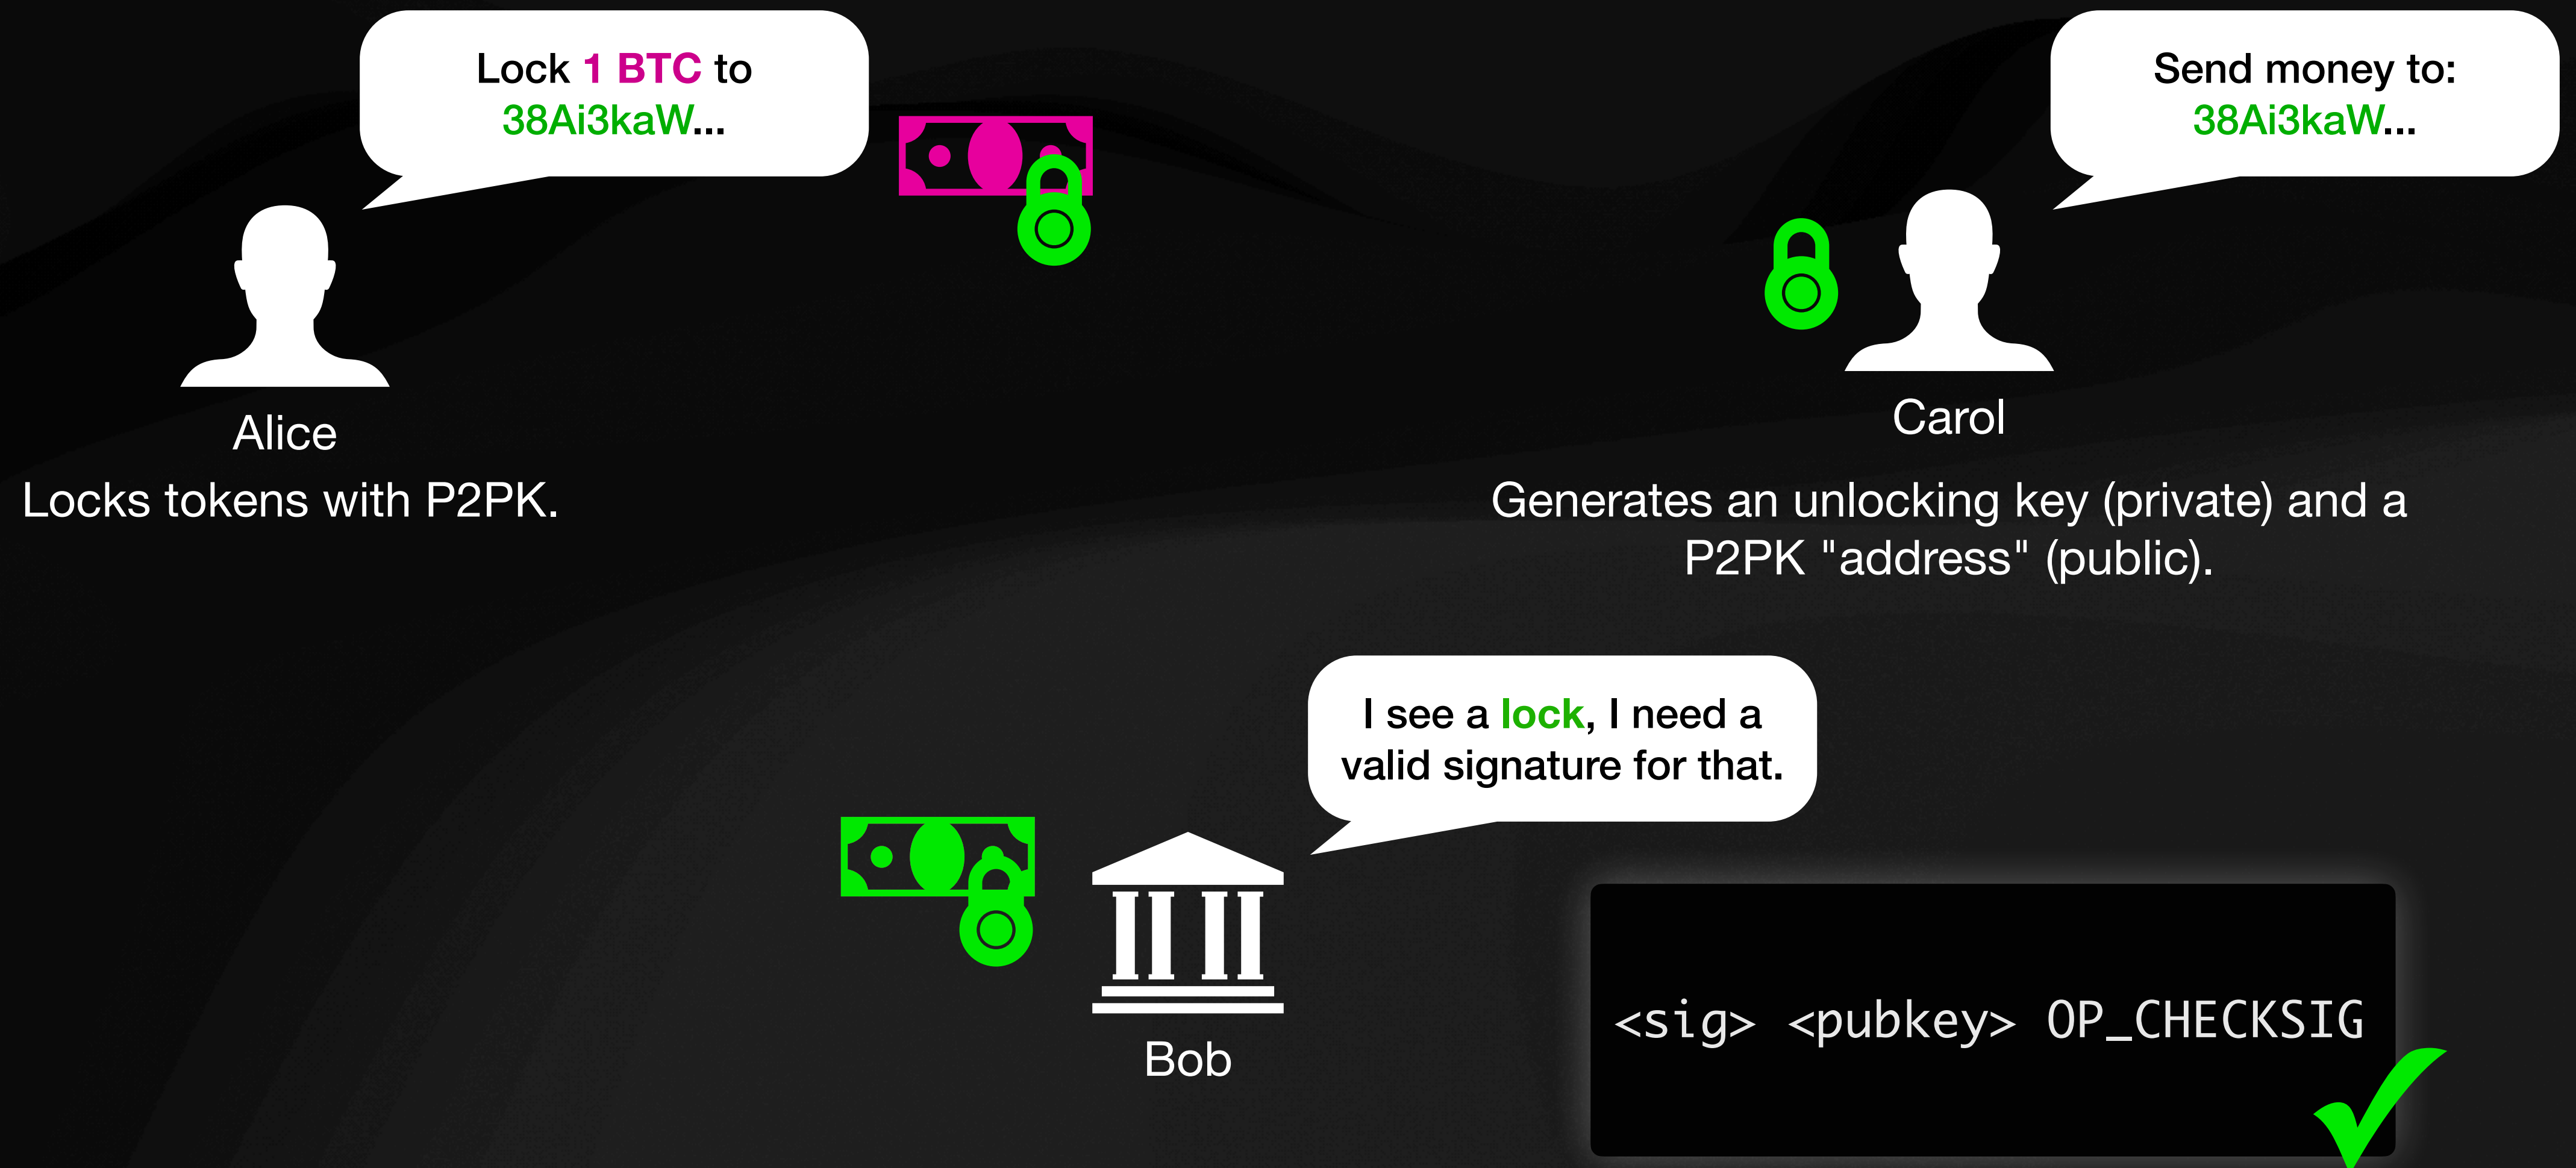 Lock 1 BTC to
38Ai3kaW...
Send money to:
38Ai3kaW...
Alice
Locks tokens with P2PK.
Carol
Generates an unlocking key (private) and a
P2PK "address" (public).
I see a lock, I need a
valid signature for that.
Bob
<sig> <pubkey> OP_CHECKSIG